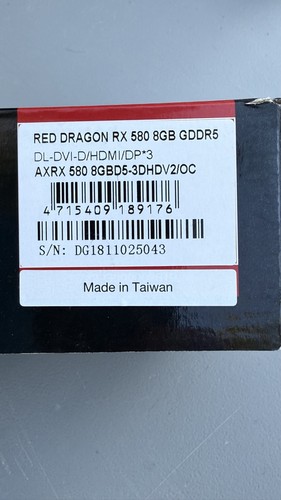 RED DRAGON RX 580 8GB GDDR5
DL-DVI-D/HDMI/DP*3
AXRX 580 8GBD5-3DHDV2/OC
4 715409 189176
S/N: DG1811025043
Made in Taiwan